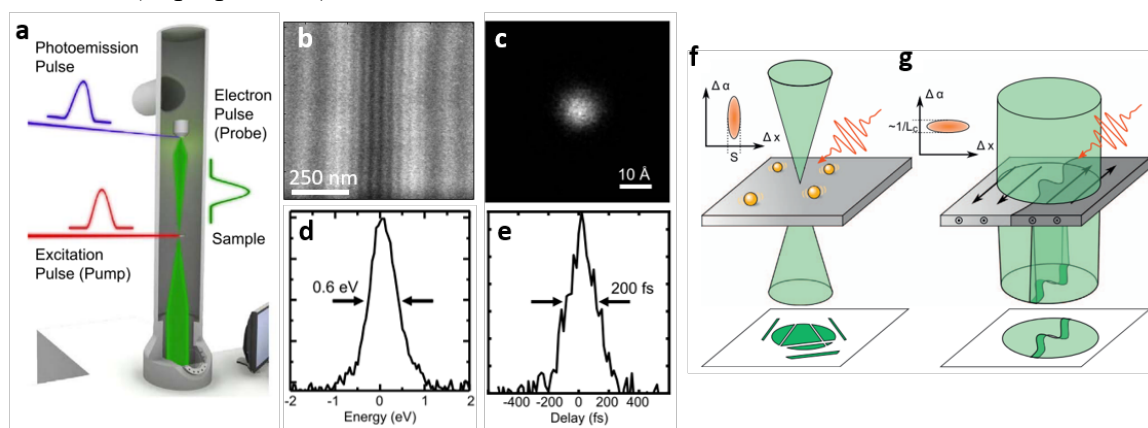 a
Photoemission
Pulse
Electron
Pulse
(Probe)
Sample
Excitation
Pulse (Pump)
b
250 nm
c
10 Å
d
0.6 eV
-2 -1 0 1 2
Energy (eV)
e
200 fs
-400 -200 0 200 400
Delay (fs)
f
Δ α
Δ x
S
g
Δ α
~1/Lc
Δ x